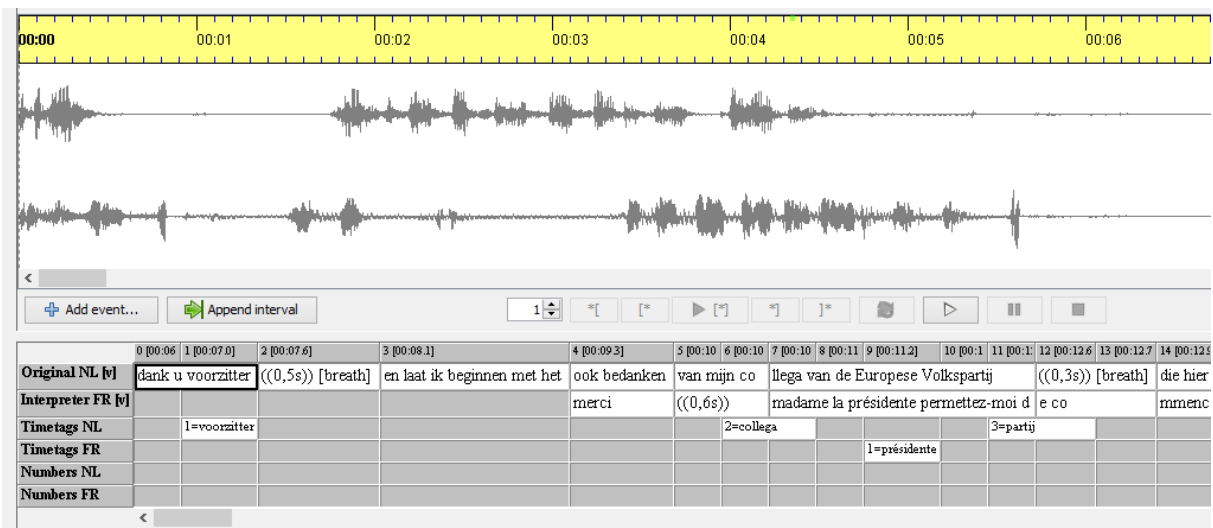 00:00 00:01 00:02 00:03 00:04 00:05 00:06
<
Add event... Append interval 1 *[ [* [*] *] ]*
0 [00:06 1 [00:07.0] 2 [00:07.6] 3 [00:08.1] 4 [00:09.3] 5 [00:10 6 [00:10 7 [00:10 8 [00:11 9 [00:11.2] 10 [00:1 11 [00:1: 12 [00:12.6 13 [00:12.7 14 [00:12.9
Original NL [v] dank u voorzitter ((0,5s)) [breath] en laat ik beginnen met het ook bedanken van mijn co llega van de Europese Volkspartij ((0,3s)) [breath] die hier
Interpreter FR [v] merci ((0,6s)) madame la présidente permettez-moi d e co mmenc
Timetags NL 1=voorzitter 2=collega 3=partij
Timetags FR 1=présidente
Numbers NL
Numbers FR
<